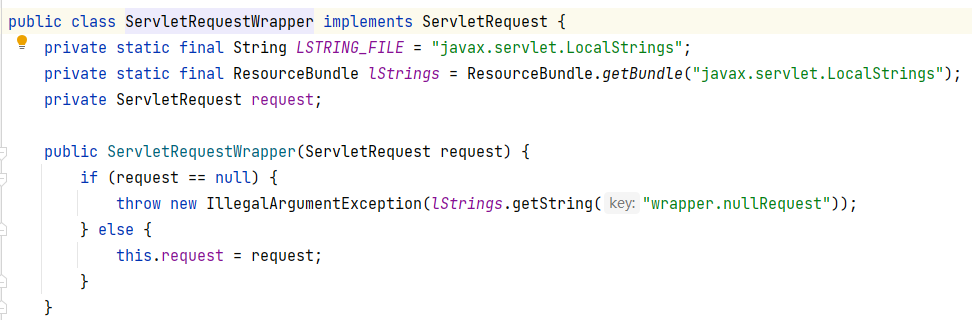 public class ServletRequestWrapper implements ServletRequest {
    private static final String LSTRING_FILE = "javax.servlet.LocalStrings";
    private static final ResourceBundle lStrings = ResourceBundle.getBundle("javax.servlet.LocalStrings");
    private ServletRequest request;

    public ServletRequestWrapper(ServletRequest request) {
        if (request == null) {
            throw new IllegalArgumentException(lStrings.getString( key: "wrapper.nullRequest"));
        } else {
            this.request = request;
        }
    }